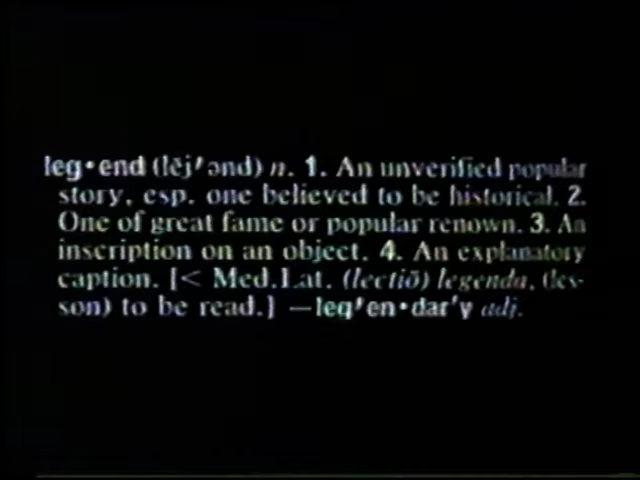 leg•end (lĕj′ənd) n. 1. An unverified popular
story, esp. one believed to be historical. 2.
One of great fame or popular renown. 3. An
inscription on an object. 4. An explanatory
caption. [< Med.Lat. (lectiō) legenda, (les-
son) to be read.] —leg′en•dar′y adj.